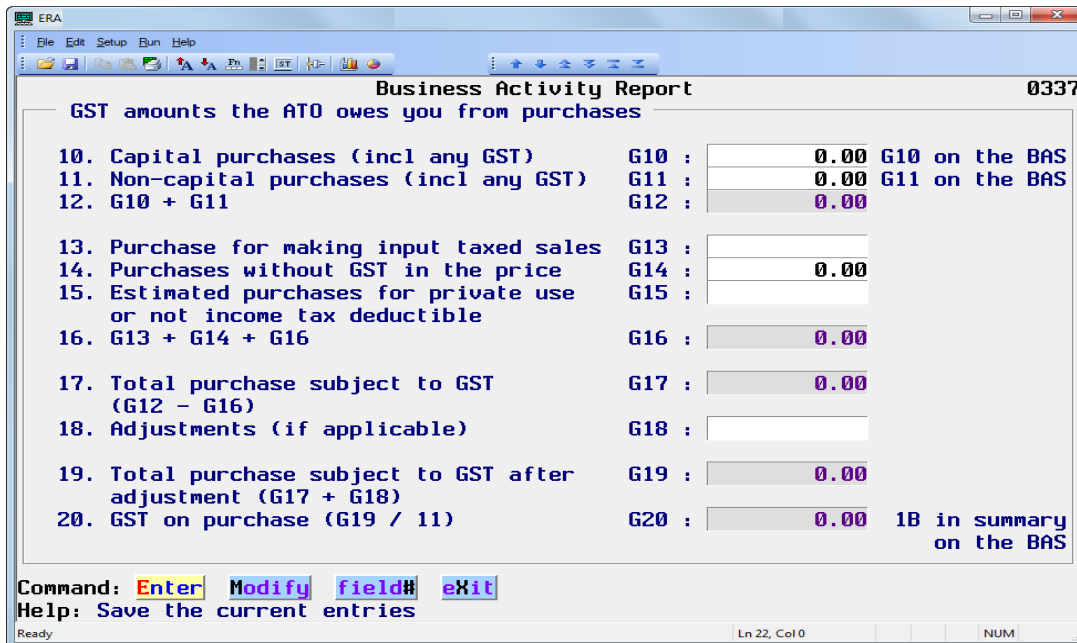 ERA
File Edit Setup Run Help
Fn ST
Business Activity Report 0337
GST amounts the ATO owes you from purchases
10. Capital purchases (incl any GST) G10 : 0.00 G10 on the BAS
11. Non-capital purchases (incl any GST) G11 : 0.00 G11 on the BAS
12. G10 + G11 G12 : 0.00
13. Purchase for making input taxed sales G13 :
14. Purchases without GST in the price G14 : 0.00
15. Estimated purchases for private use G15 :
or not income tax deductible
16. G13 + G14 + G16 G16 : 0.00
17. Total purchase subject to GST G17 : 0.00
(G12 - G16)
18. Adjustments (if applicable) G18 :
19. Total purchase subject to GST after G19 : 0.00
adjustment (G17 + G18)
20. GST on purchase (G19 / 11) G20 : 0.00 1B in summary
on the BAS
Command: Enter Modify field# eXit
Help: Save the current entries
Ready Ln 22, Col 0 NUM